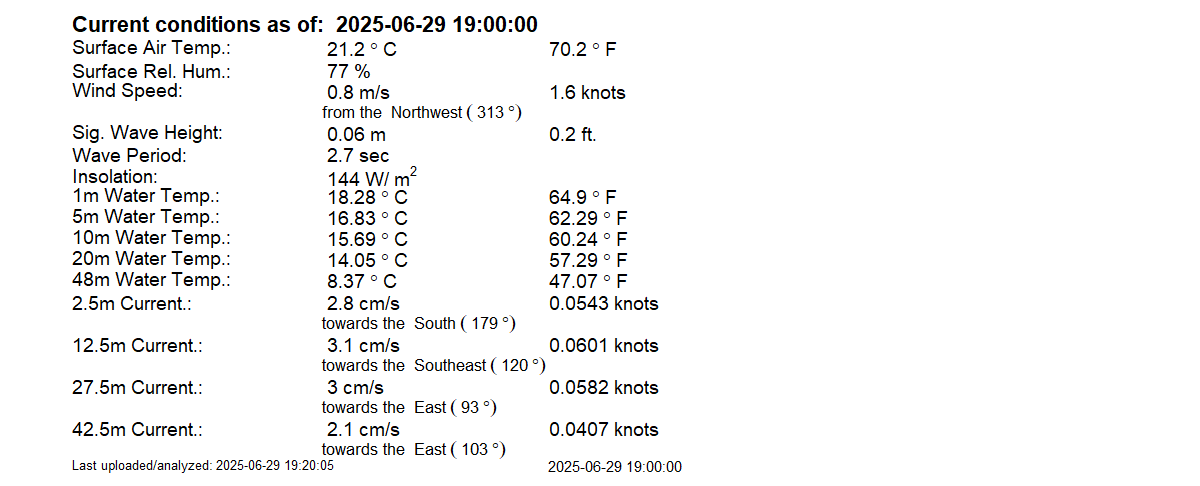 Current conditions as of: 2025-06-29 19:00:00
Surface Air Temp.: 21.2 ° C 70.2 ° F
Surface Rel. Hum.: 77 %
Wind Speed: 0.8 m/s 1.6 knots
from the Northwest ( 313 °)
Sig. Wave Height: 0.06 m 0.2 ft.
Wave Period: 2.7 sec
Insolation: 144 W/ m²
1m Water Temp.: 18.28 ° C 64.9 ° F
5m Water Temp.: 16.83 ° C 62.29 ° F
10m Water Temp.: 15.69 ° C 60.24 ° F
20m Water Temp.: 14.05 ° C 57.29 ° F
48m Water Temp.: 8.37 ° C 47.07 ° F
2.5m Current.: 2.8 cm/s 0.0543 knots
towards the South ( 179 °)
12.5m Current.: 3.1 cm/s 0.0601 knots
towards the Southeast ( 120 °)
27.5m Current.: 3 cm/s 0.0582 knots
towards the East ( 93 °)
42.5m Current.: 2.1 cm/s 0.0407 knots
towards the East ( 103 °)
Last uploaded/analyzed: 2025-06-29 19:20:05 2025-06-29 19:00:00